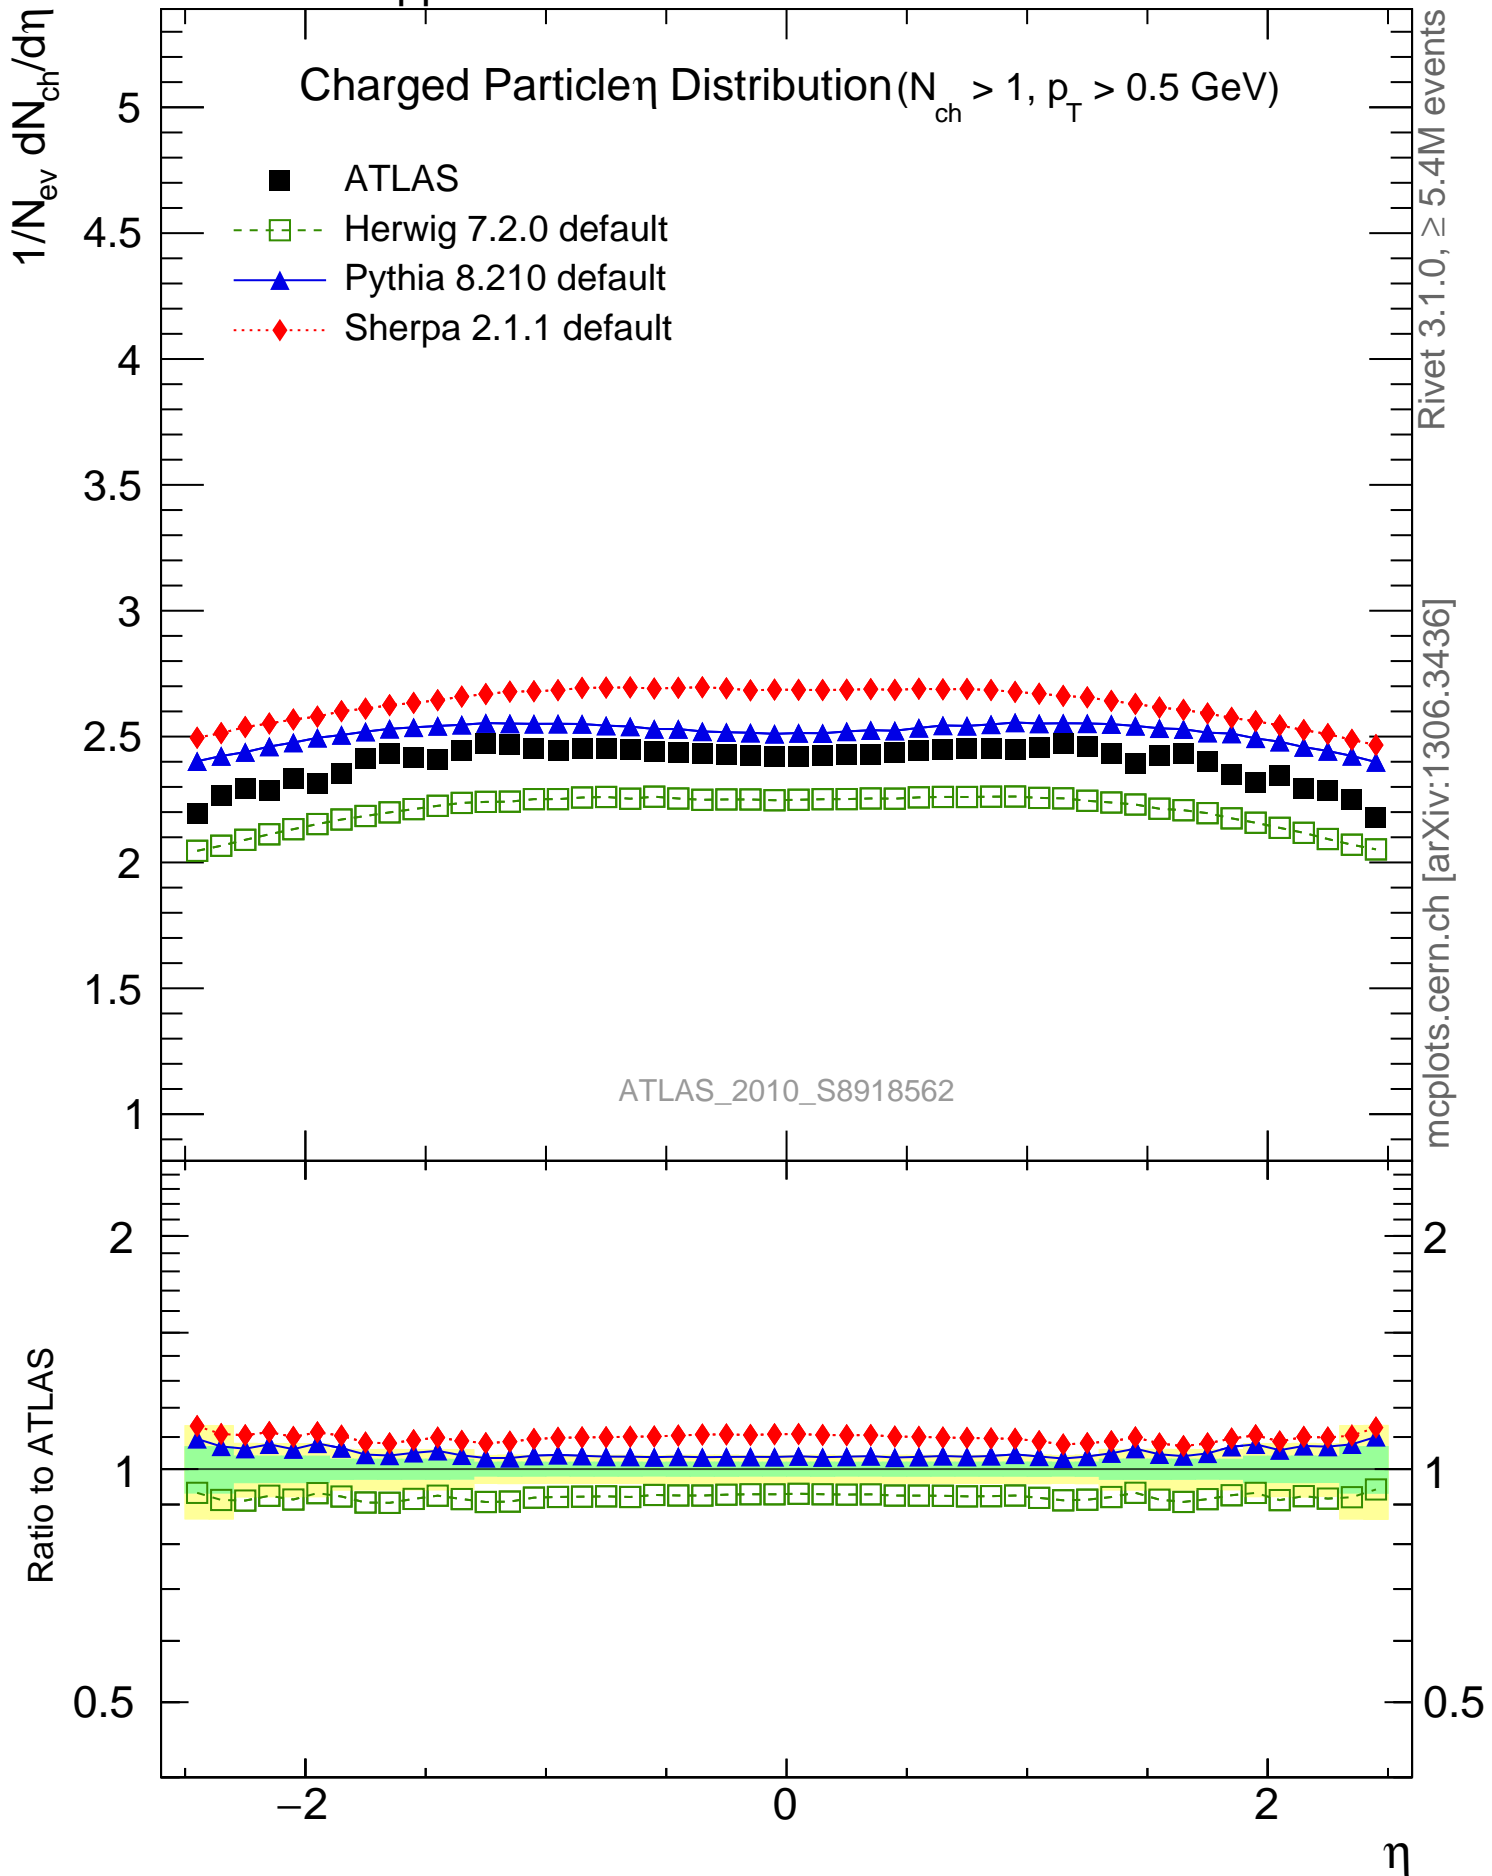 pp
1/N_ev dN_ch/dη
Charged Particleη Distribution(N_ch > 1, p_T > 0.5 GeV)
ATLAS
Herwig 7.2.0 default
Pythia 8.210 default
Sherpa 2.1.1 default
5
4.5
4
3.5
3
2.5
2
1.5
1
ATLAS_2010_S8918562
Rivet 3.1.0, ≥ 5.4M events
mcplots.cern.ch [arXiv:1306.3436]
Ratio to ATLAS
2
2
1
1
0.5
0.5
−2
0
2
η